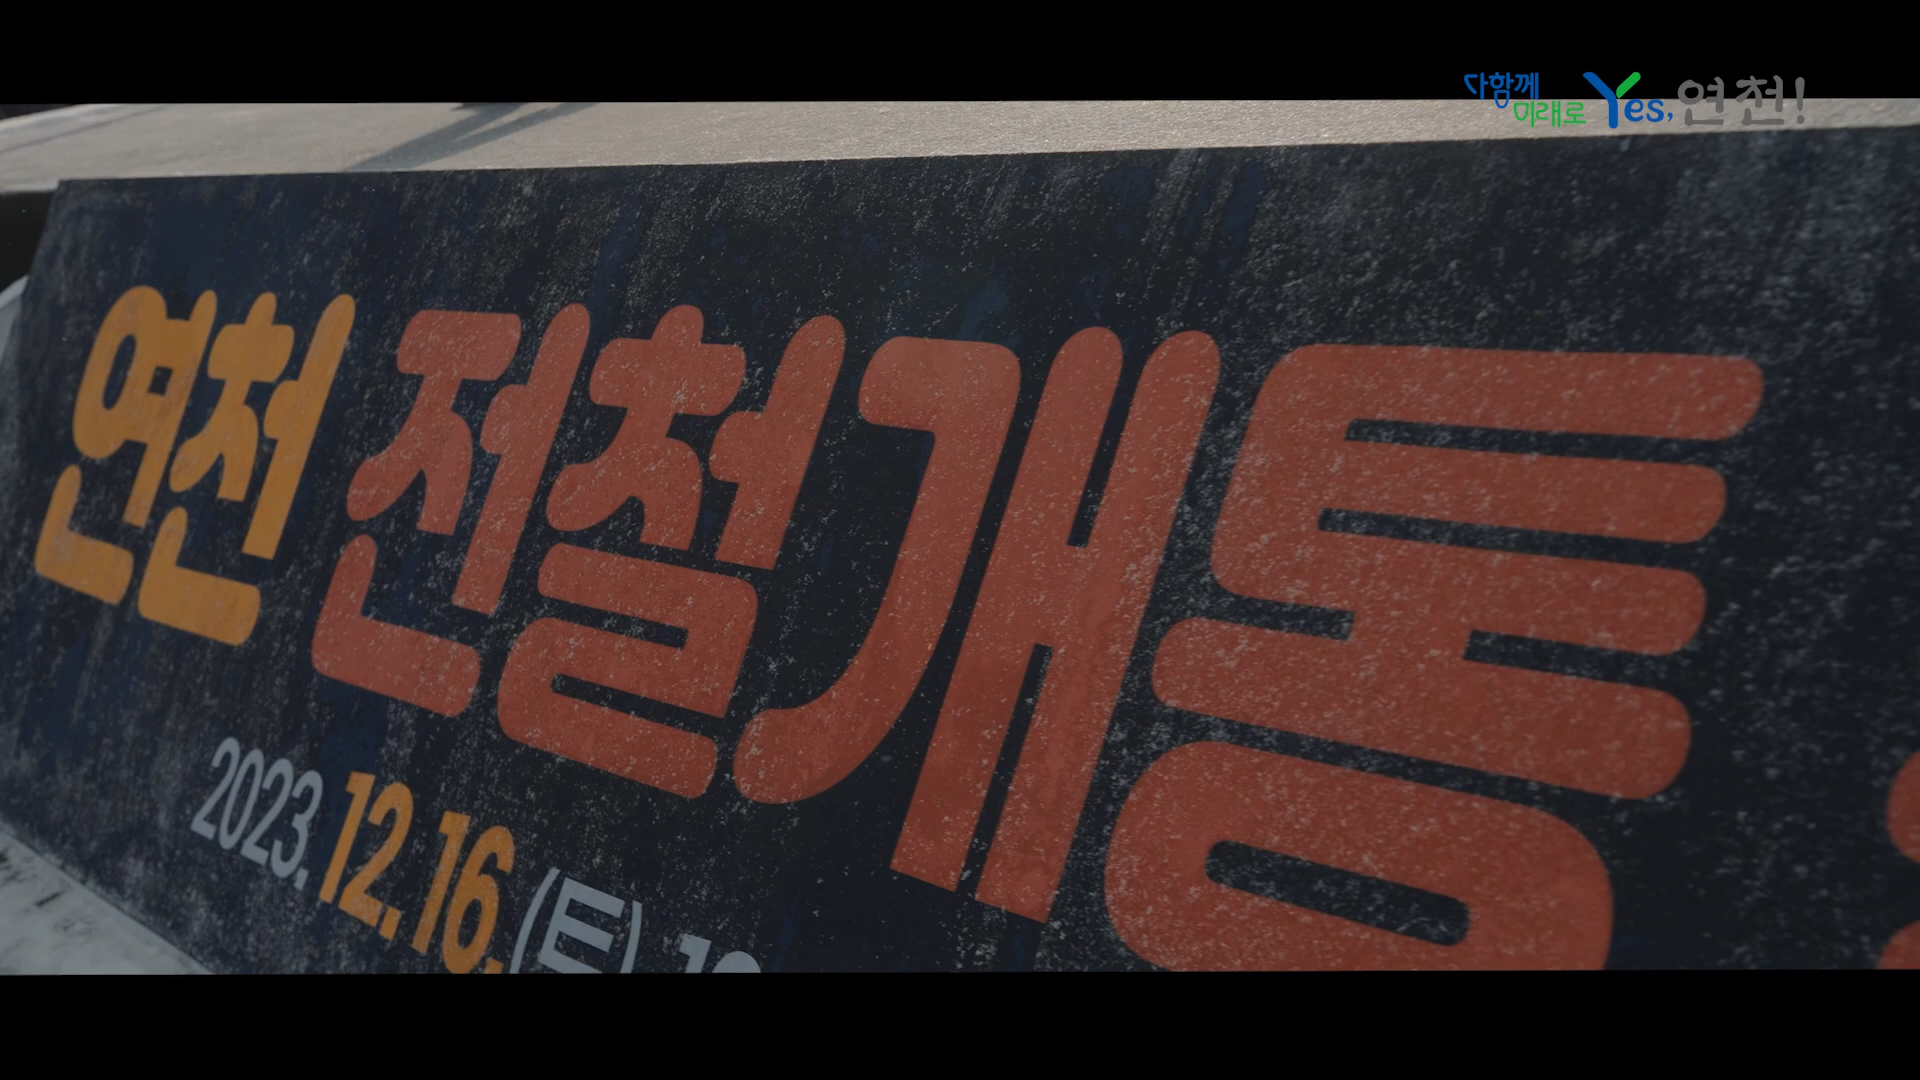 다함께
미래로 Yes, 연천!
연천 전철개통
2023. 12. 16. (토)